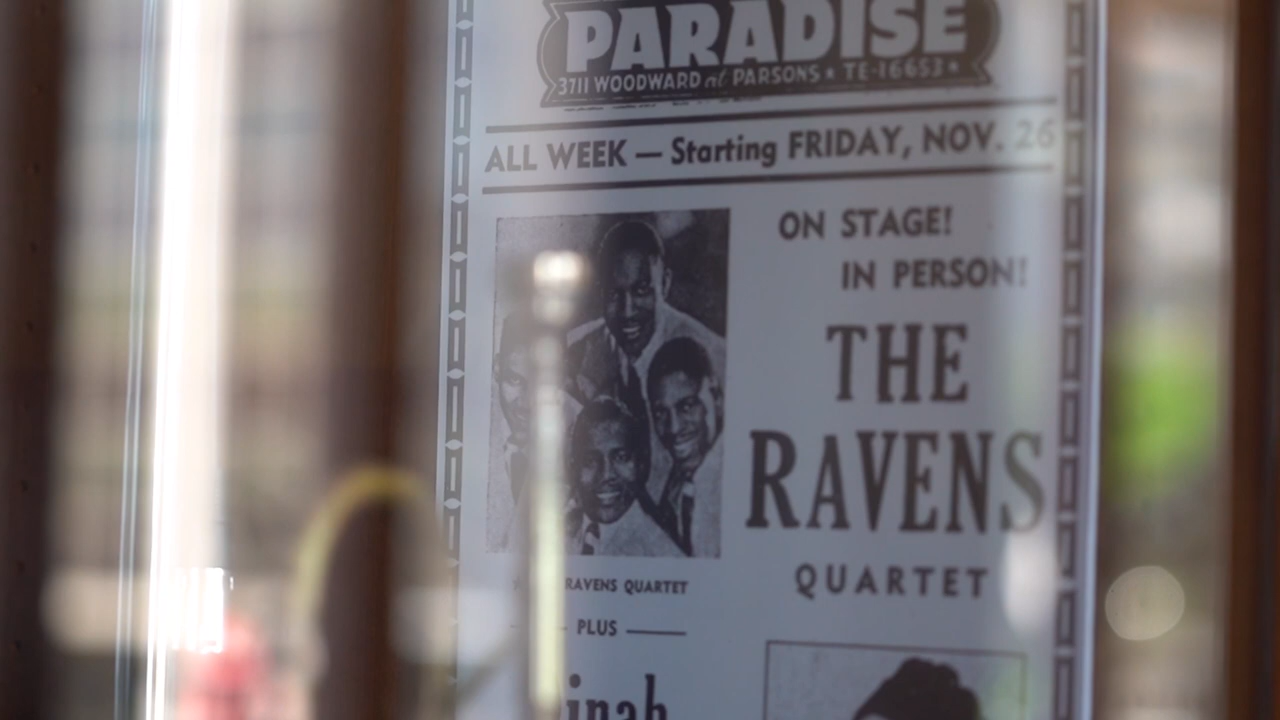 PARADISE
3711 WOODWARD at PARSONS ★ TE-16653 ★
ALL WEEK — Starting FRIDAY, NOV. 26
ON STAGE!
IN PERSON!
THE
RAVENS
QUARTET
RAVENS QUARTET
PLUS
inah